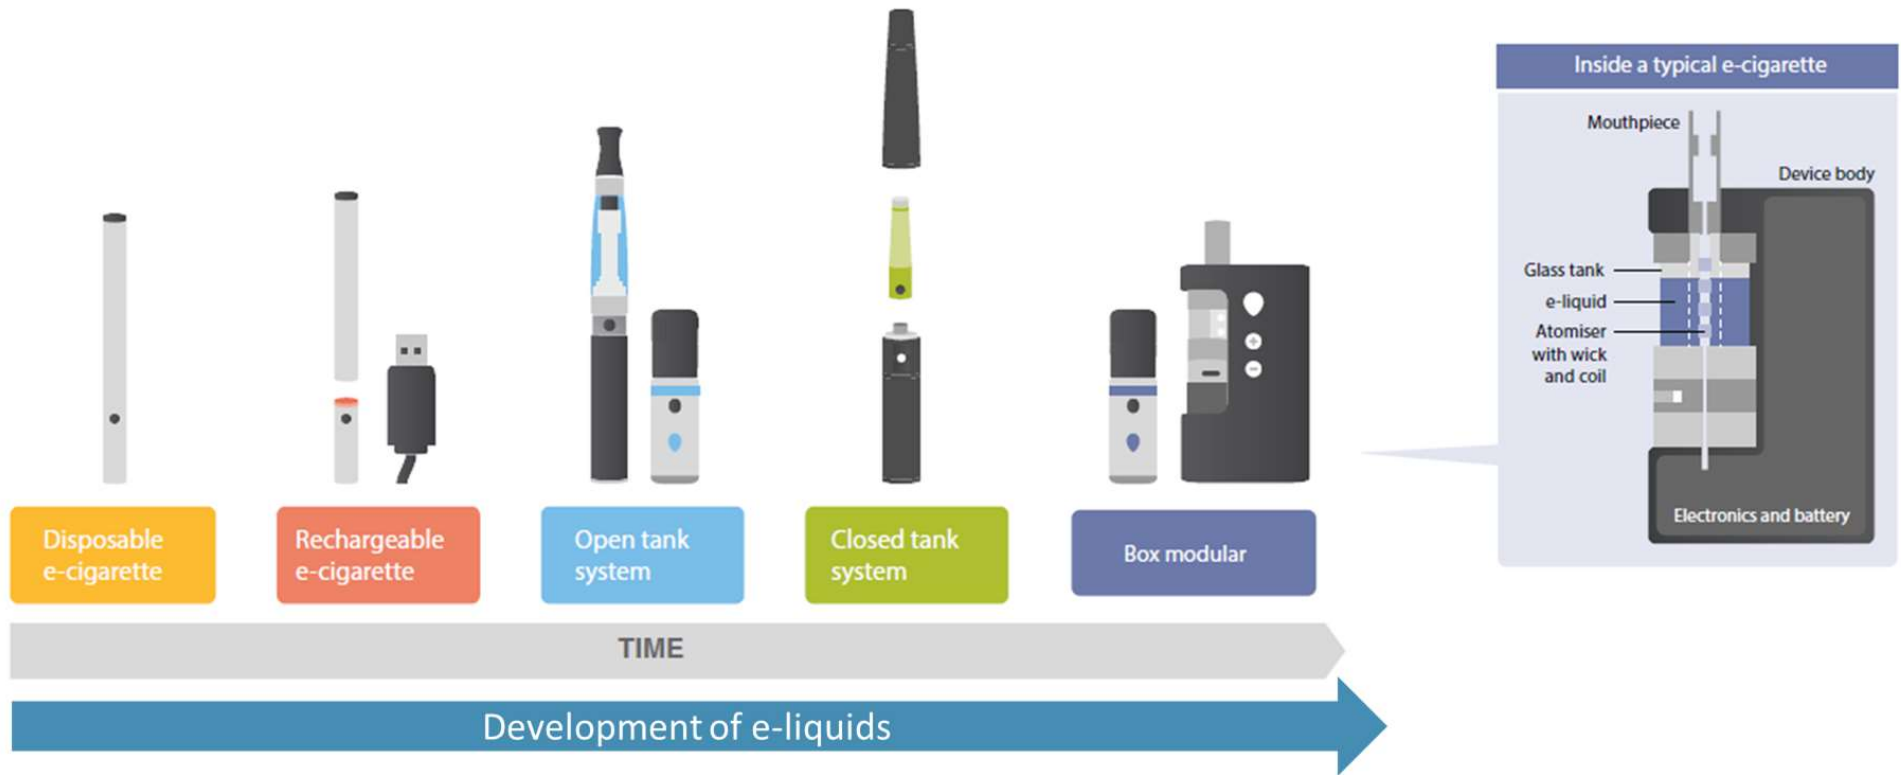 Inside a typical e-cigarette
Mouthpiece
Device body
Glass tank
e-liquid
Atomiser
with wick
and coil
Electronics and battery
Disposable
e-cigarette
Rechargeable
e-cigarette
Open tank
system
Closed tank
system
Box modular
TIME
Development of e-liquids